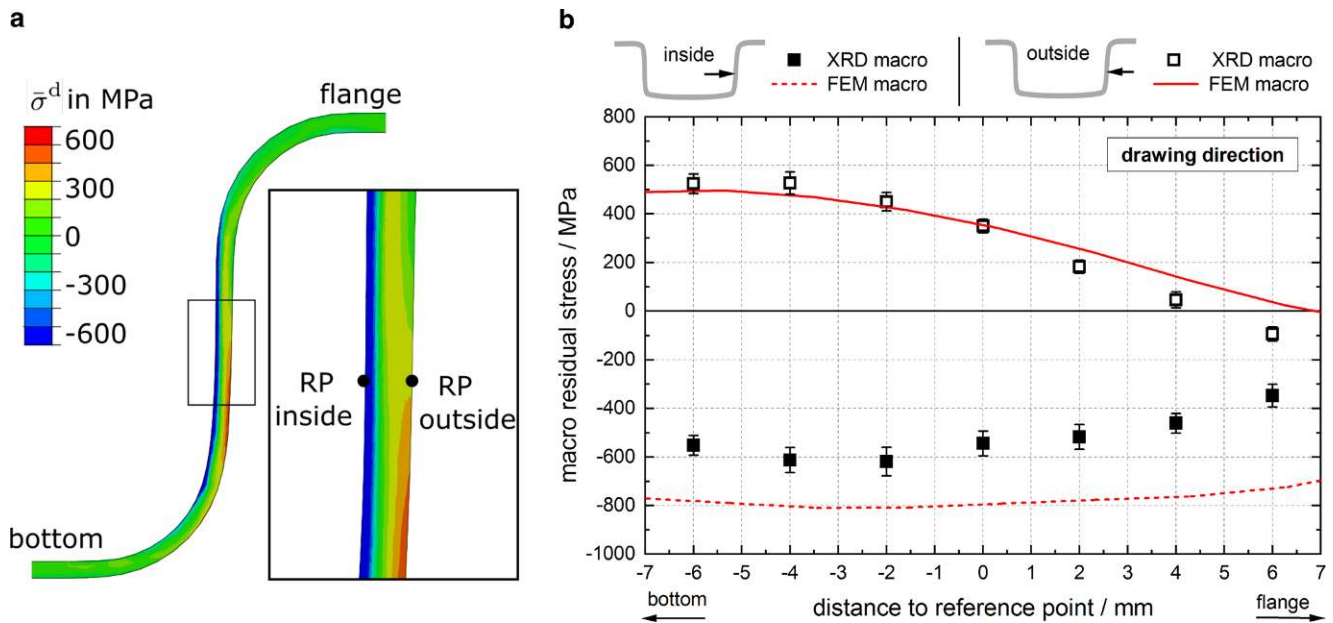 a
σ̄ᵈ in MPa
600
300
0
-300
-600
flange
bottom
RP
inside
RP
outside
b
inside
XRD macro
FEM macro
outside
XRD macro
FEM macro
drawing direction
macro residual stress / MPa
800
600
400
200
0
-200
-400
-600
-800
-1000
-7 -6 -5 -4 -3 -2 -1 0 1 2 3 4 5 6 7
bottom
distance to reference point / mm
flange